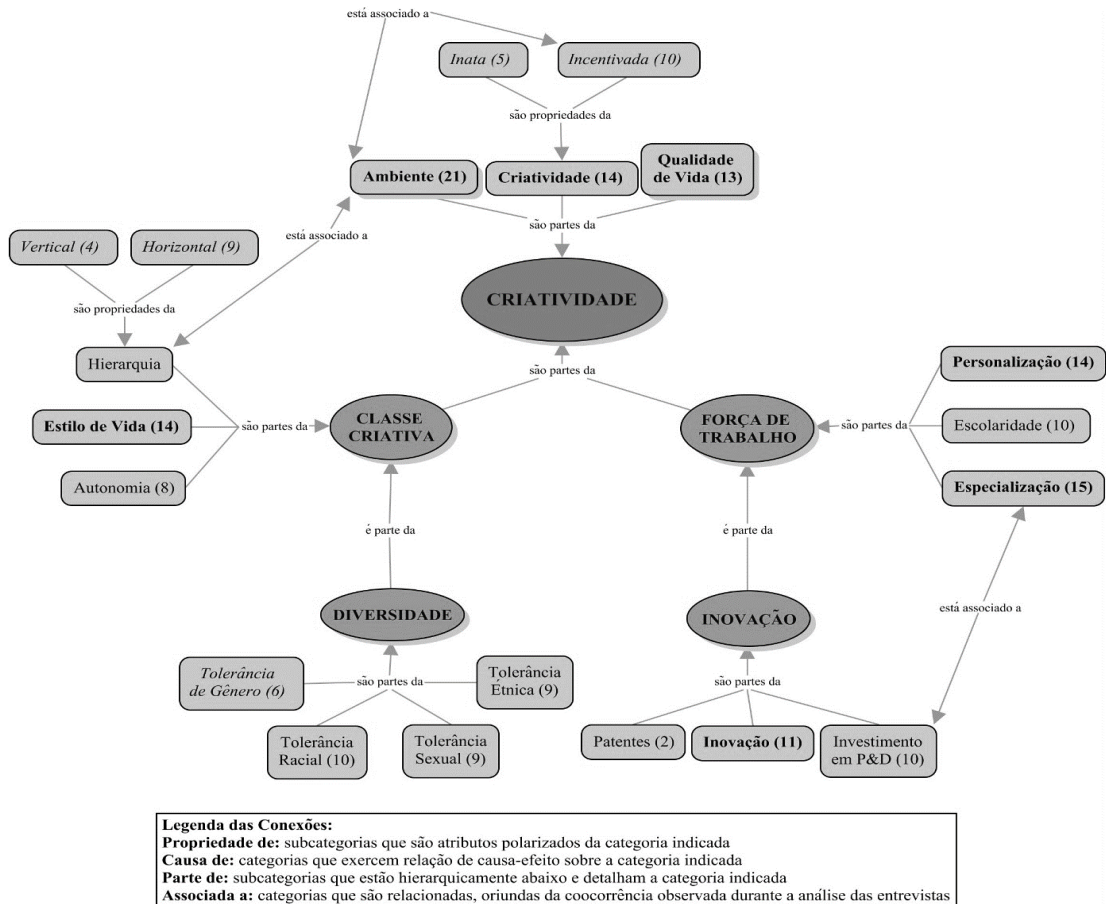 está associado a
Inata (5)
Incentivada (10)
são propriedades da
Ambiente (21)
Criatividade (14)
Qualidade
de Vida (13)
são partes da
está associado a
Vertical (4)
Horizontal (9)
são propriedades da
Hierarquia
CRIATIVIDADE
são partes da
Estilo de Vida (14)
são partes da
Autonomia (8)
CLASSE
CRIATIVA
FORÇA DE
TRABALHO
são partes da
Personalização (14)
Escolaridade (10)
Especialização (15)
é parte da
é parte da
está associado a
DIVERSIDADE
INOVAÇÃO
são partes da
são partes da
Tolerância
de Gênero (6)
Tolerância
Étnica (9)
Tolerância
Racial (10)
Tolerância
Sexual (9)
Patentes (2)
Inovação (11)
Investimento
em P&D (10)
Legenda das Conexões:
Propriedade de: subcategorias que são atributos polarizados da categoria indicada
Causa de: categorias que exercem relação de causa-efeito sobre a categoria indicada
Parte de: subcategorias que estão hierarquicamente abaixo e detalham a categoria indicada
Associada a: categorias que são relacionadas, oriundas da coocorrência observada durante a análise das entrevistas